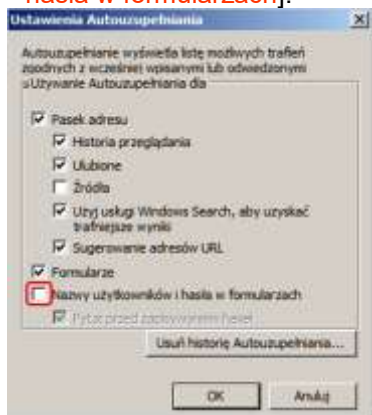 hasła w formularzach].
Ustawienia Autouzupełniania
Autouzupełnianie wyświetla listę możliwych trafień
zgodnych z wcześniej wpisanymi lub odwiedzonymi
Używanie Autouzupełniania dla
Pasek adresu
Historia przeglądania
Ulubione
Źródła
Użyj usługi Windows Search, aby uzyskać
trafniejsze wyniki
Sugerowanie adresów URL
Formularze
Nazwy użytkowników i hasła w formularzach
Pytaj przed zapisywaniem haseł
Usuń historię Autouzupełniania...
OK
Anuluj